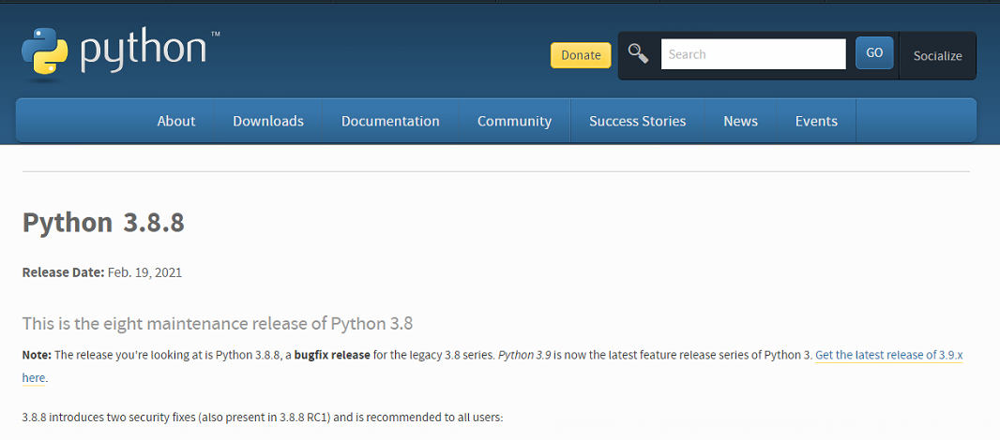 python™
Donate
Search
GO
Socialize
About Downloads Documentation Community Success Stories News Events
Python 3.8.8
Release Date: Feb. 19, 2021
This is the eight maintenance release of Python 3.8
Note: The release you're looking at is Python 3.8.8, a bugfix release for the legacy 3.8 series. Python 3.9 is now the latest feature release series of Python 3. Get the latest release of 3.9.x
here.
3.8.8 introduces two security fixes (also present in 3.8.8 RC1) and is recommended to all users: